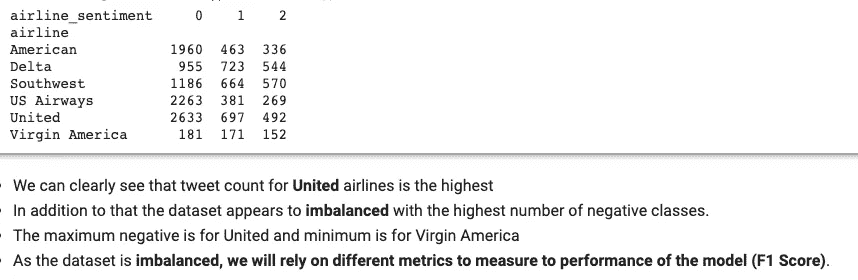 airline_sentiment 0 1 2
airline
American 1960 463 336
Delta 955 723 544
Southwest 1186 664 570
US Airways 2263 381 269
United 2633 697 492
Virgin America 181 171 152
• We can clearly see that tweet count for United airlines is the highest
• In addition to that the dataset appears to imbalanced with the highest number of negative classes.
• The maximum negative is for United and minimum is for Virgin America
• As the dataset is imbalanced, we will rely on different metrics to measure to performance of the model (F1 Score).